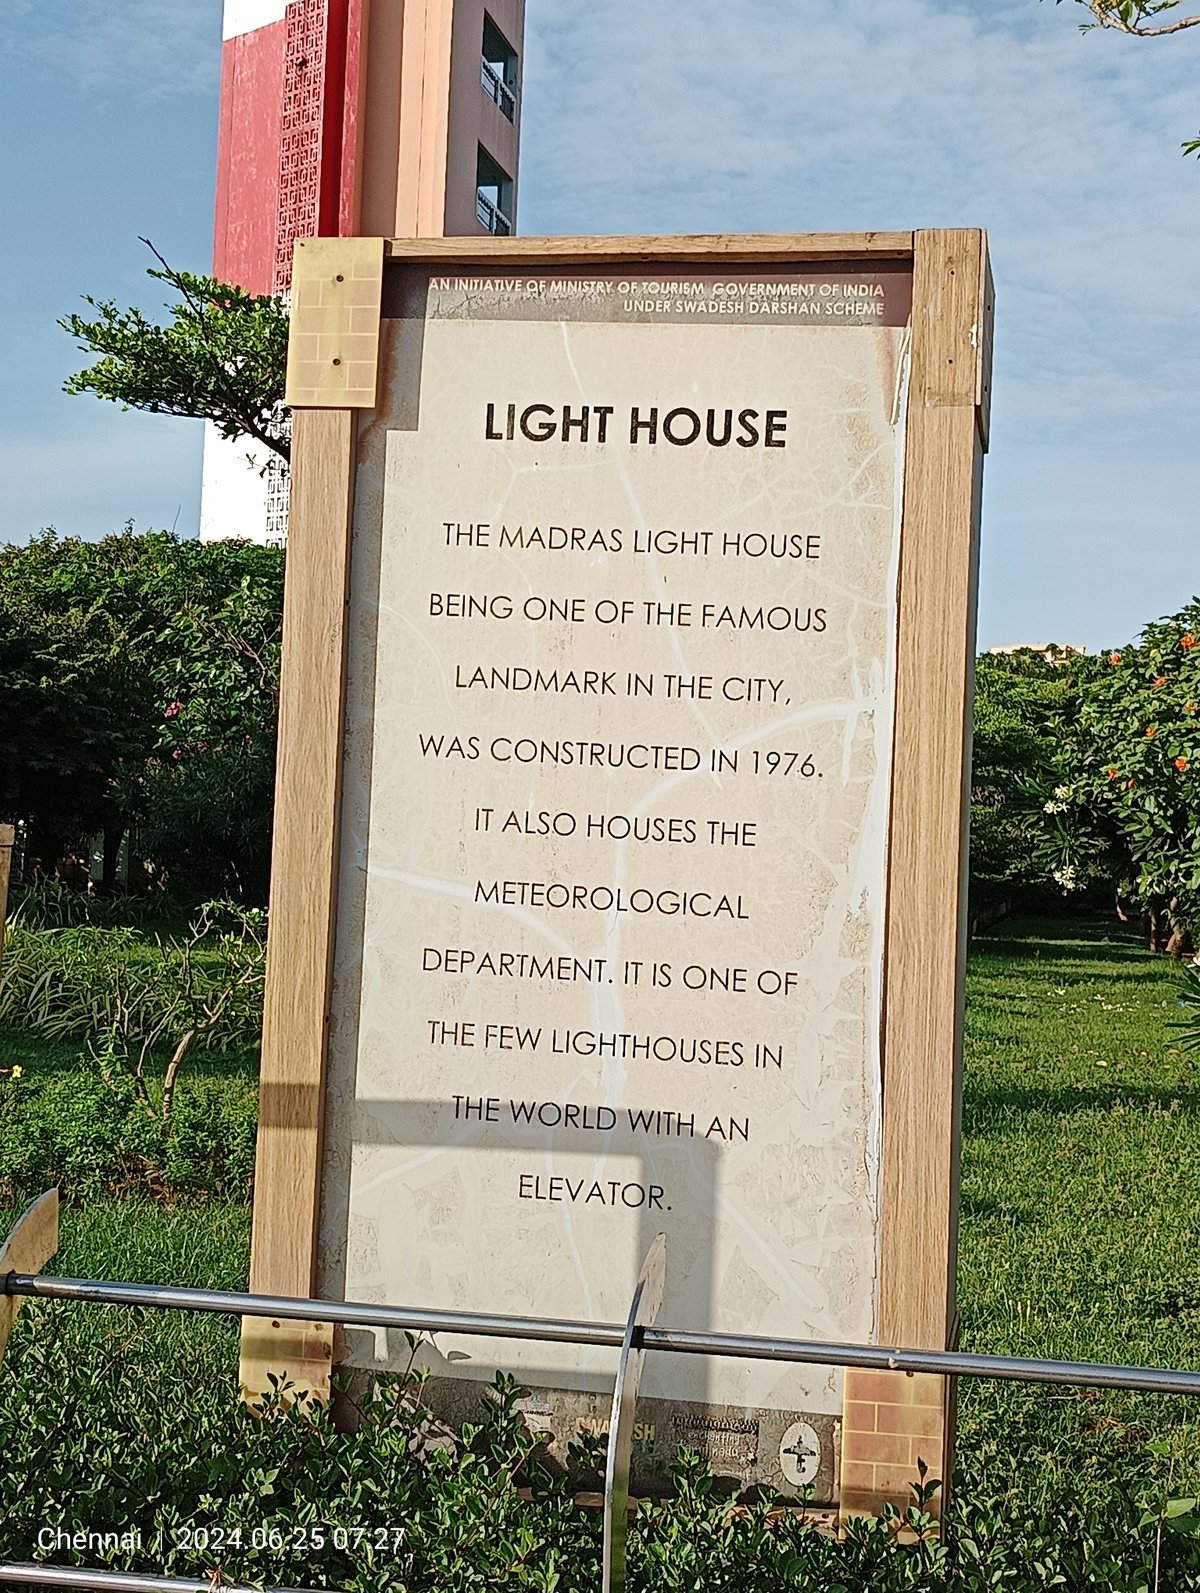 AN INITIATIVE OF MINISTRY OF TOURISM GOVERNMENT OF INDIA
UNDER SWADESH DARSHAN SCHEME
LIGHT HOUSE
THE MADRAS LIGHT HOUSE
BEING ONE OF THE FAMOUS
LANDMARK IN THE CITY,
WAS CONSTRUCTED IN 1976.
IT ALSO HOUSES THE
METEOROLOGICAL
DEPARTMENT. IT IS ONE OF
THE FEW LIGHTHOUSES IN
THE WORLD WITH AN
ELEVATOR.
Chennai | 2024.06.25 07.27